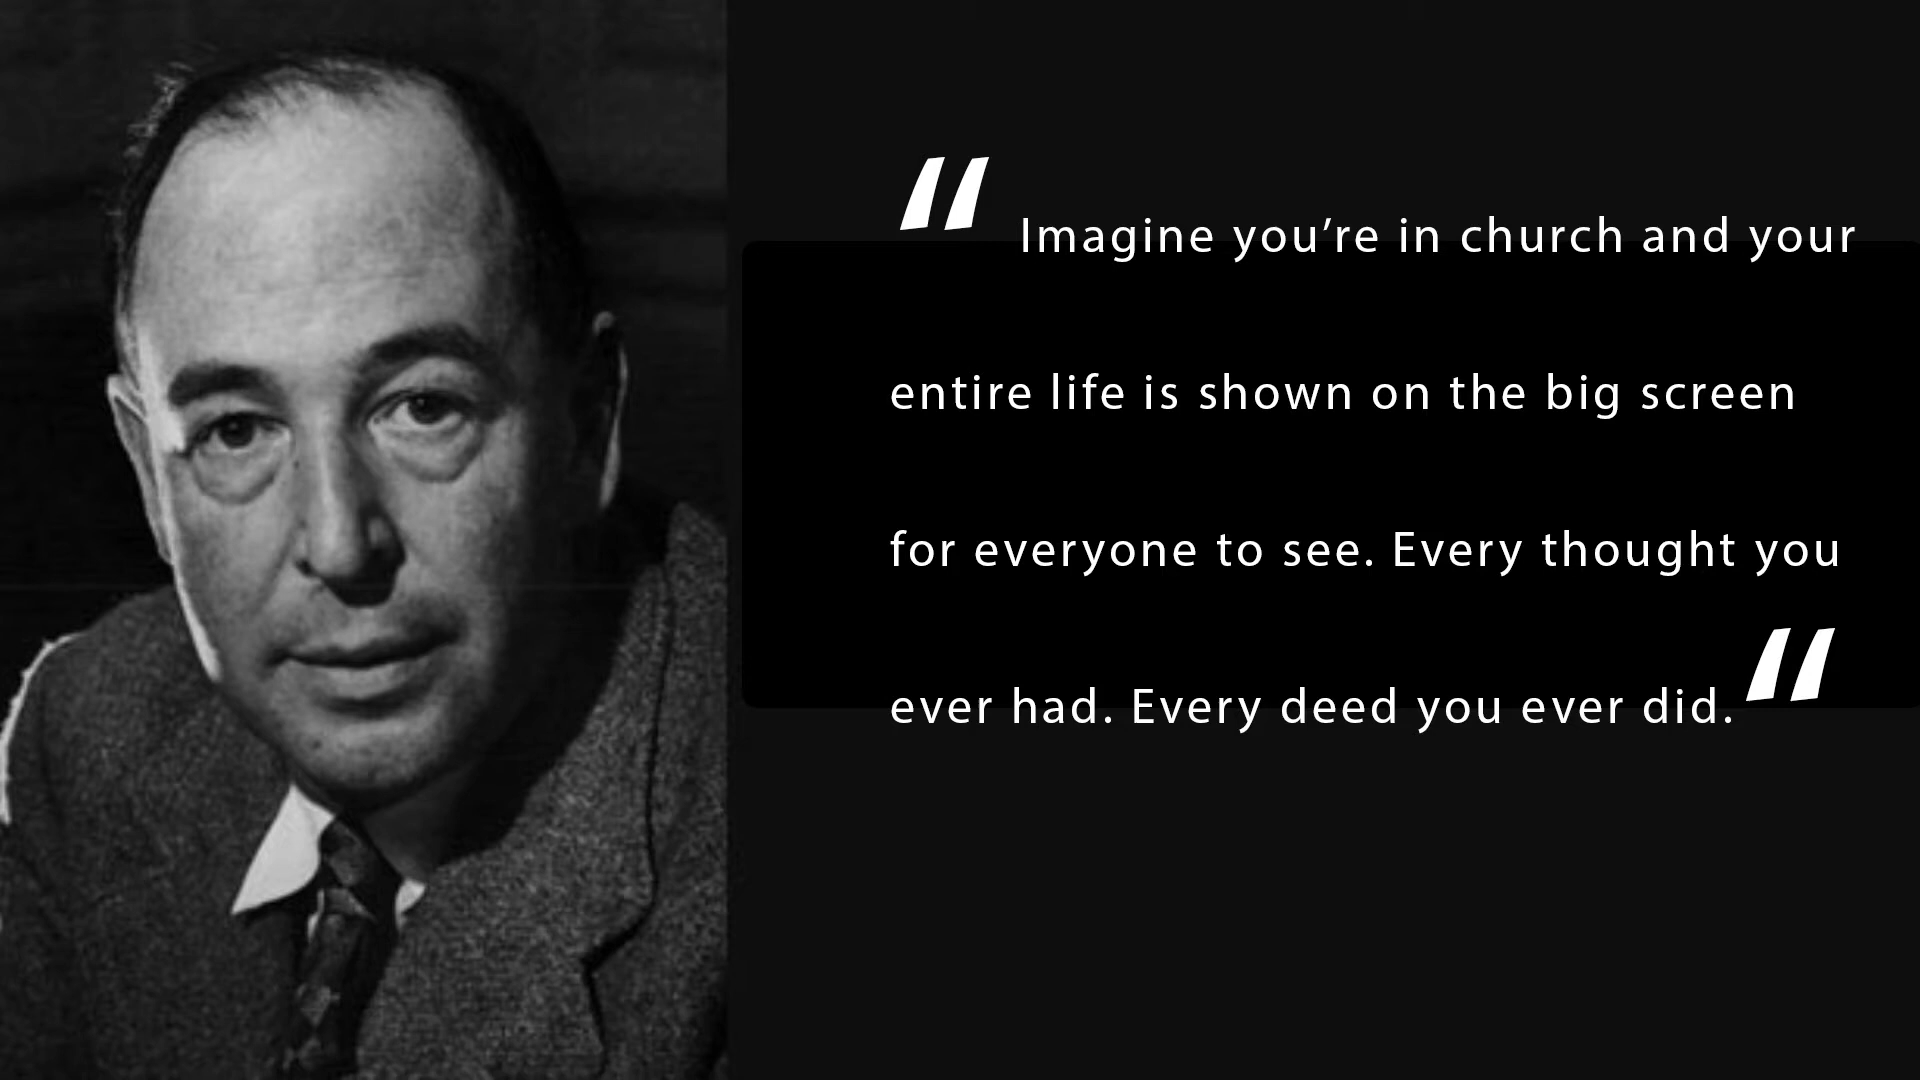 “ Imagine you’re in church and your
entire life is shown on the big screen
for everyone to see. Every thought you
ever had. Every deed you ever did.“